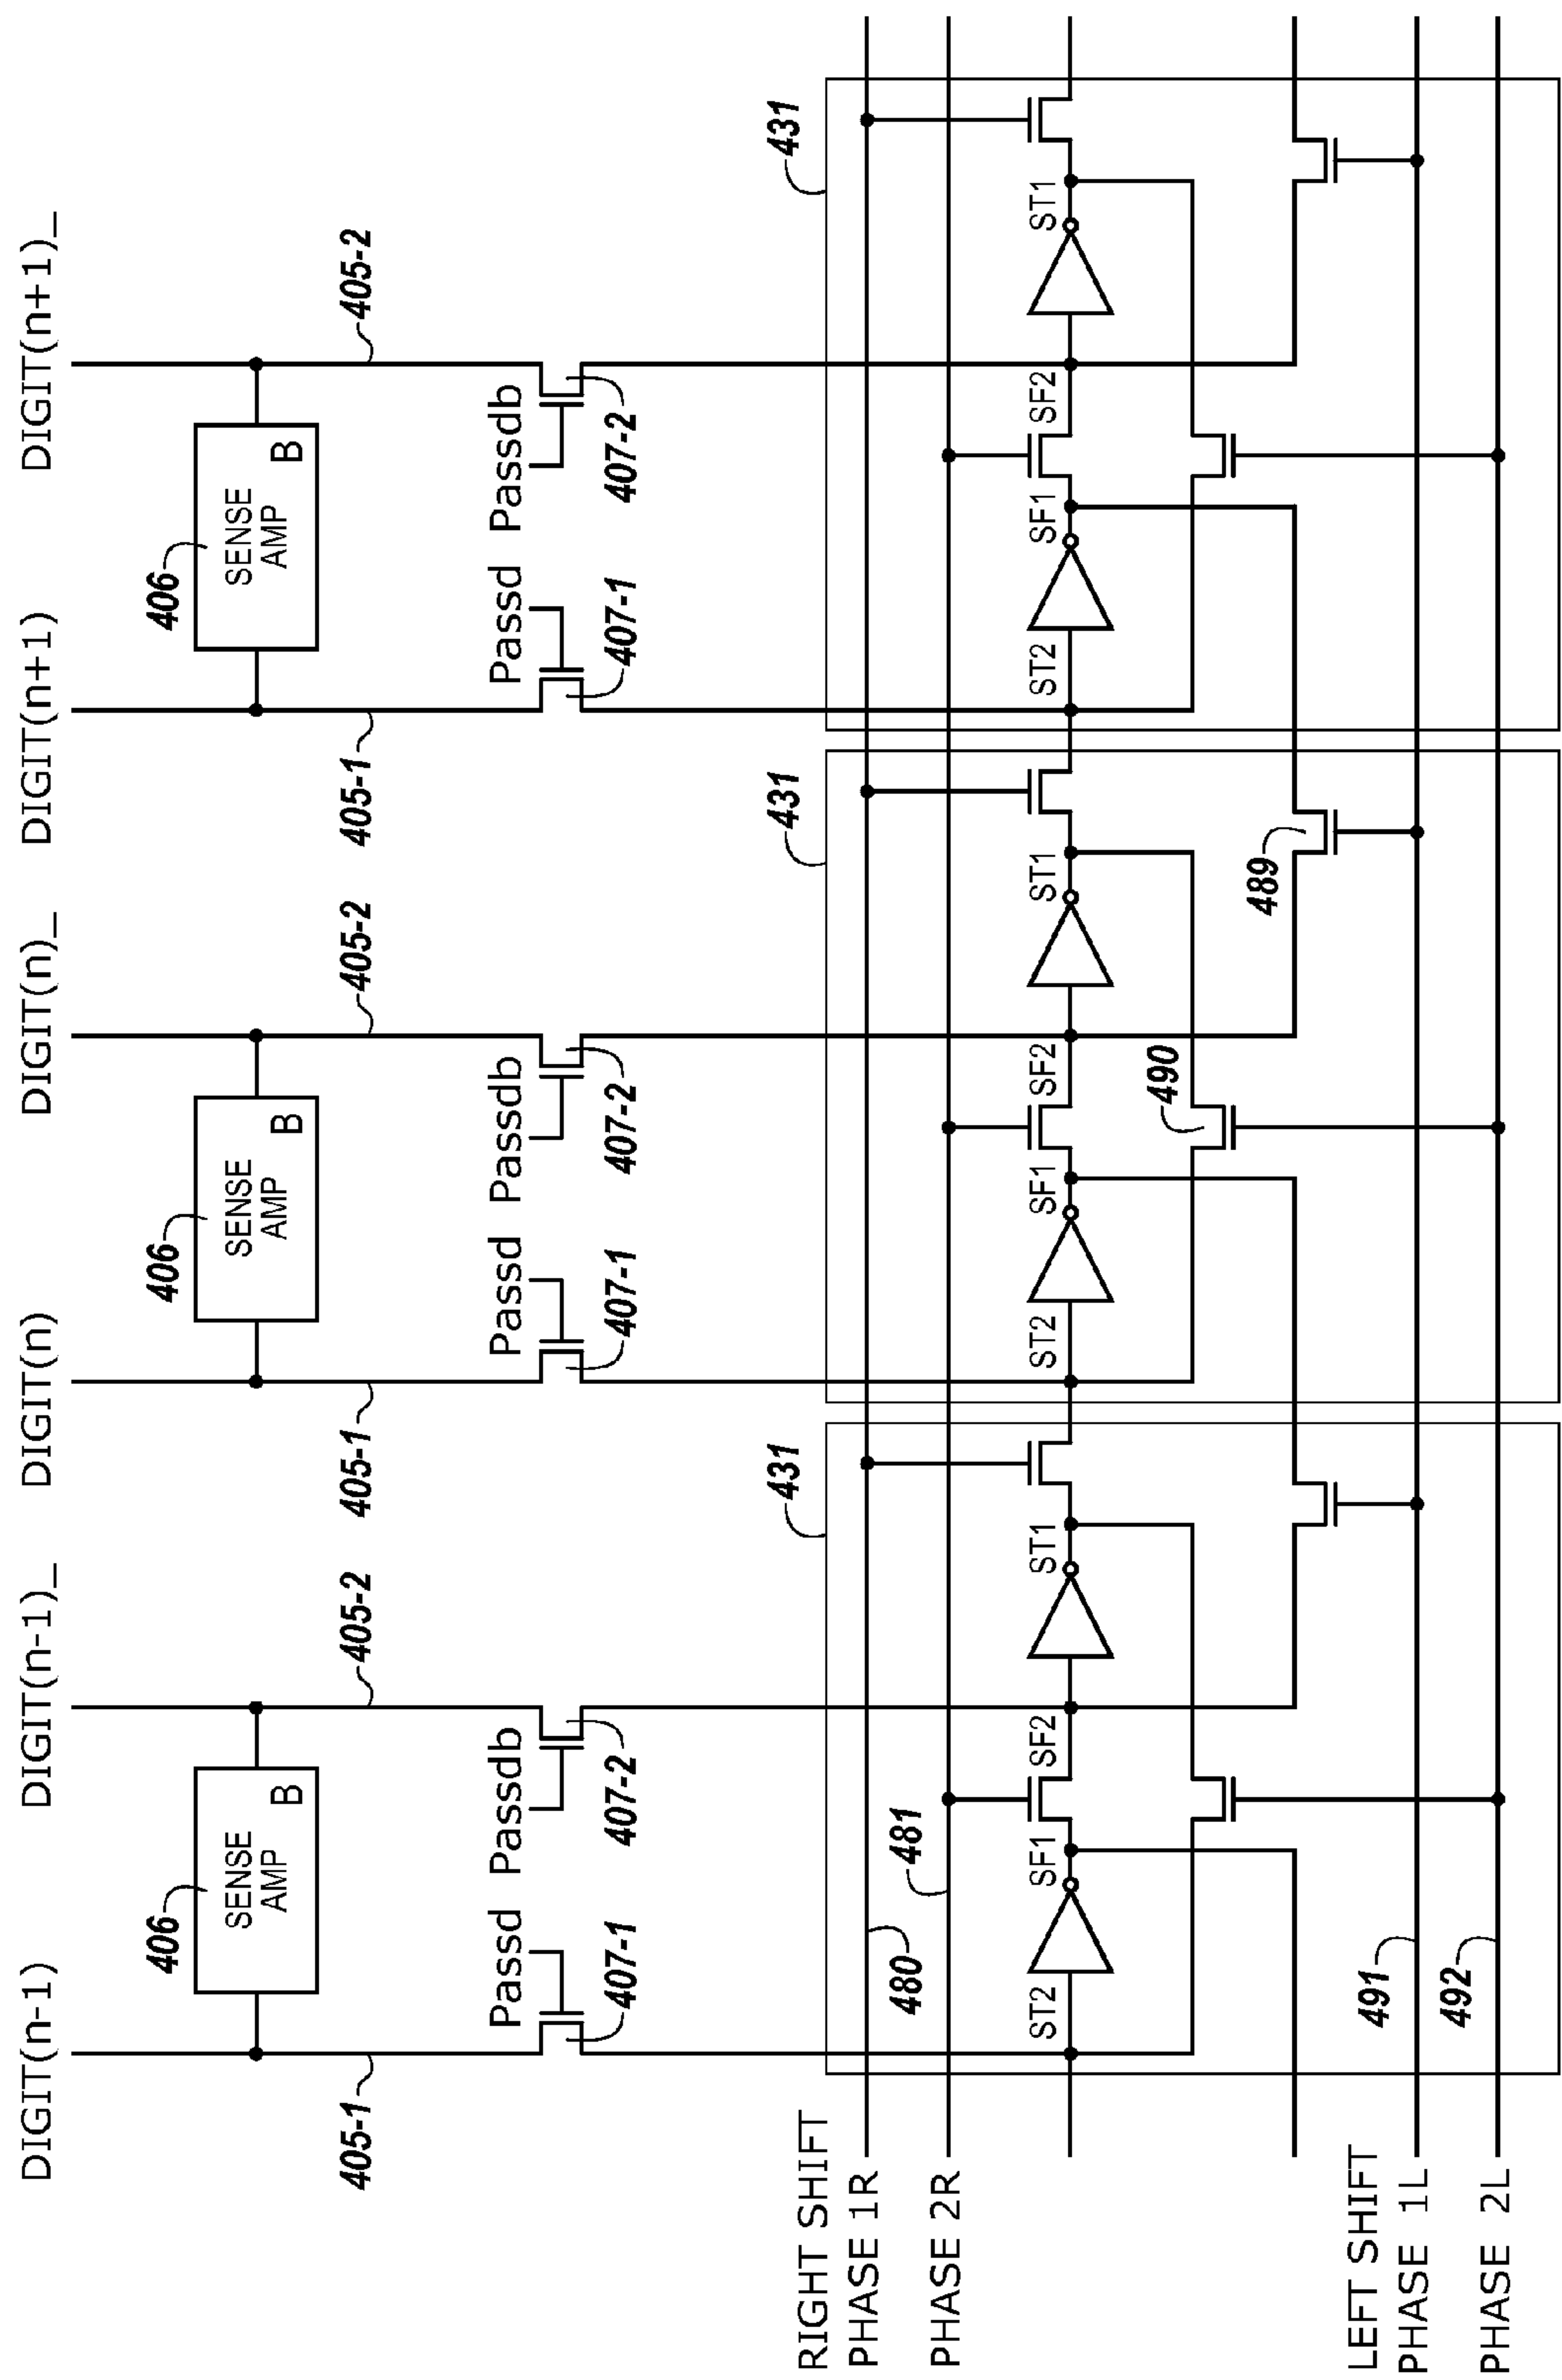 DIGIT(n-1) DIGIT(n-1)_ DIGIT(n) DIGIT(n)_ DIGIT(n+1) DIGIT(n+1)_
406 406 406
SENSE AMP B SENSE AMP B SENSE AMP B
405-1 405-2 405-1 405-2 405-1 405-2
Passd Passdb Passd Passdb Passd Passdb
407-1 407-2 407-1 407-2 407-1 407-2
431 431 431
RIGHT SHIFT
PHASE 1R
480 481
PHASE 2R
ST2 SF1 SF2 ST1 ST2 SF1 SF2 ST1 ST2 SF1 SF2 ST1
490
489
LEFT SHIFT
491
PHASE 1L
492
PHASE 2L